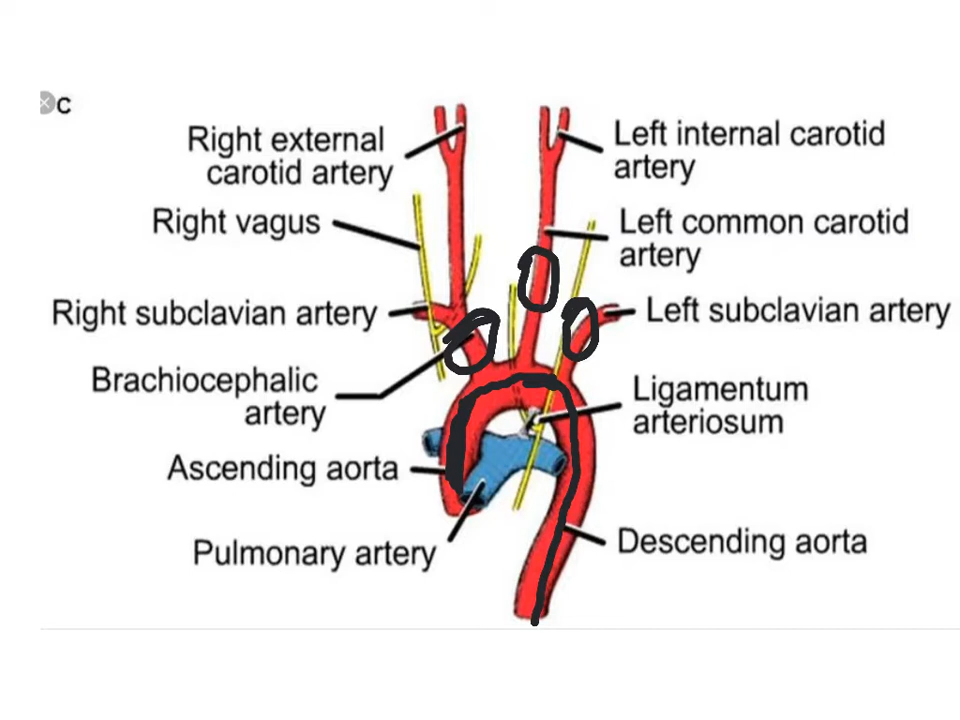 C
Right external
carotid artery
Left internal carotid
artery
Right vagus
Left common carotid
artery
Right subclavian artery
Left subclavian artery
Brachiocephalic
artery
Ligamentum
arteriosum
Ascending aorta
Pulmonary artery
Descending aorta